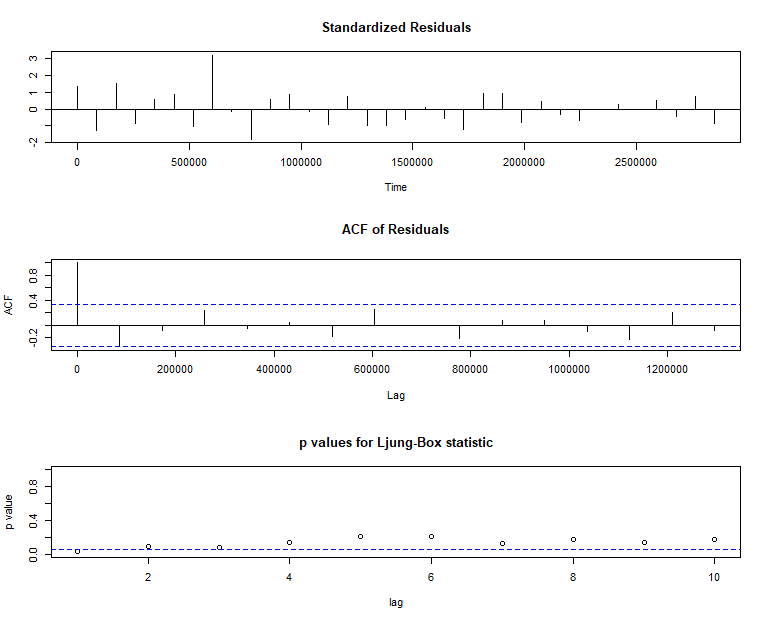 Standardized Residuals
3
2
1
0
-2
0 500000 1000000 1500000 2000000 2500000
Time
ACF of Residuals
ACF
0.8
0.4
-0.2
0 200000 400000 600000 800000 1000000 1200000
Lag
p values for Ljung-Box statistic
p value
0.8
0.4
0.0
2 4 6 8 10
lag